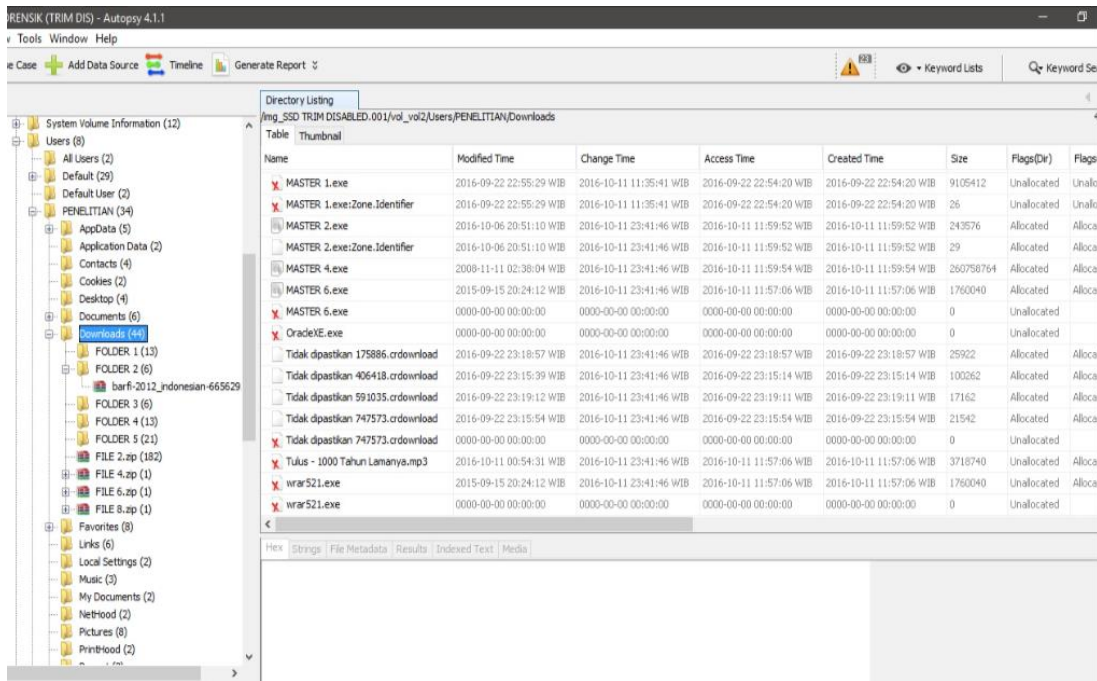 ORENSIK (TRIM DIS) - Autopsy 4.1.1
Tools Window Help
Case Add Data Source Timeline Generate Report Keyword Lists Keyword Se
Directory Listing
/img_SSD TRIM DISABLED.001/vol_vol2/Users/PENELITIAN/Downloads
Table Thumbnail
System Volume Information (12)
Users (8)
All Users (2)
Default (29)
Default User (2)
PENELITIAN (34)
AppData (5)
Application Data (2)
Contacts (4)
Cookies (2)
Desktop (4)
Documents (6)
Downloads (44)
FOLDER 1 (13)
FOLDER 2 (6)
barfi-2012_indonesian-665629
FOLDER 3 (6)
FOLDER 4 (13)
FOLDER 5 (21)
FILE 2.zip (182)
FILE 4.zip (1)
FILE 6.zip (1)
FILE 8.zip (1)
Favorites (8)
Links (6)
Local Settings (2)
Music (3)
My Documents (2)
NetHood (2)
Pictures (8)
PrintHood (2)
Name Modified Time Change Time Access Time Created Time Size Flags(Dir) Flags
MASTER 1.exe 2016-09-22 22:55:29 WIB 2016-10-11 11:35:41 WIB 2016-09-22 22:54:20 WIB 2016-09-22 22:54:20 WIB 9105412 Unallocated Unallo
MASTER 1.exe:Zone.Identifier 2016-09-22 22:55:29 WIB 2016-10-11 11:35:41 WIB 2016-09-22 22:54:20 WIB 2016-09-22 22:54:20 WIB 26 Unallocated Unallo
MASTER 2.exe 2016-10-06 20:51:10 WIB 2016-10-11 23:41:46 WIB 2016-10-11 11:59:52 WIB 2016-10-11 11:59:52 WIB 243576 Allocated Alloca
MASTER 2.exe:Zone.Identifier 2016-10-06 20:51:10 WIB 2016-10-11 23:41:46 WIB 2016-10-11 11:59:52 WIB 2016-10-11 11:59:52 WIB 29 Allocated Alloca
MASTER 4.exe 2008-11-11 02:38:04 WIB 2016-10-11 23:41:46 WIB 2016-10-11 11:59:54 WIB 2016-10-11 11:59:54 WIB 260758764 Allocated Alloca
MASTER 6.exe 2015-09-15 20:24:12 WIB 2016-10-11 23:41:46 WIB 2016-10-11 11:57:06 WIB 2016-10-11 11:57:06 WIB 1760040 Allocated Alloca
MASTER 6.exe 0000-00-00 00:00:00 0000-00-00 00:00:00 0000-00-00 00:00:00 0000-00-00 00:00:00 0 Unallocated
OracleXE.exe 0000-00-00 00:00:00 0000-00-00 00:00:00 0000-00-00 00:00:00 0000-00-00 00:00:00 0 Unallocated
Tidak dipastikan 175886.crdownload 2016-09-22 23:18:57 WIB 2016-10-11 23:41:46 WIB 2016-09-22 23:18:57 WIB 2016-09-22 23:18:57 WIB 25922 Allocated Alloca
Tidak dipastikan 406418.crdownload 2016-09-22 23:15:39 WIB 2016-10-11 23:41:46 WIB 2016-09-22 23:15:14 WIB 2016-09-22 23:15:14 WIB 100262 Allocated Alloca
Tidak dipastikan 591035.crdownload 2016-09-22 23:19:12 WIB 2016-10-11 23:41:46 WIB 2016-09-22 23:19:11 WIB 2016-09-22 23:19:11 WIB 17162 Allocated Alloca
Tidak dipastikan 747573.crdownload 2016-09-22 23:15:54 WIB 2016-10-11 23:41:46 WIB 2016-09-22 23:15:54 WIB 2016-09-22 23:15:54 WIB 21542 Allocated Alloca
Tidak dipastikan 747573.crdownload 0000-00-00 00:00:00 0000-00-00 00:00:00 0000-00-00 00:00:00 0000-00-00 00:00:00 0 Unallocated
Tulus - 1000 Tahun Lamanya.mp3 2016-10-11 00:54:31 WIB 2016-10-11 23:41:46 WIB 2016-10-11 11:57:06 WIB 2016-10-11 11:57:06 WIB 3718740 Unallocated Alloca
wrar521.exe 2015-09-15 20:24:12 WIB 2016-10-11 23:41:46 WIB 2016-10-11 11:57:06 WIB 2016-10-11 11:57:06 WIB 1760040 Unallocated Alloca
wrar521.exe 0000-00-00 00:00:00 0000-00-00 00:00:00 0000-00-00 00:00:00 0000-00-00 00:00:00 0 Unallocated
Hex Strings File Metadata Results Indexed Text Media